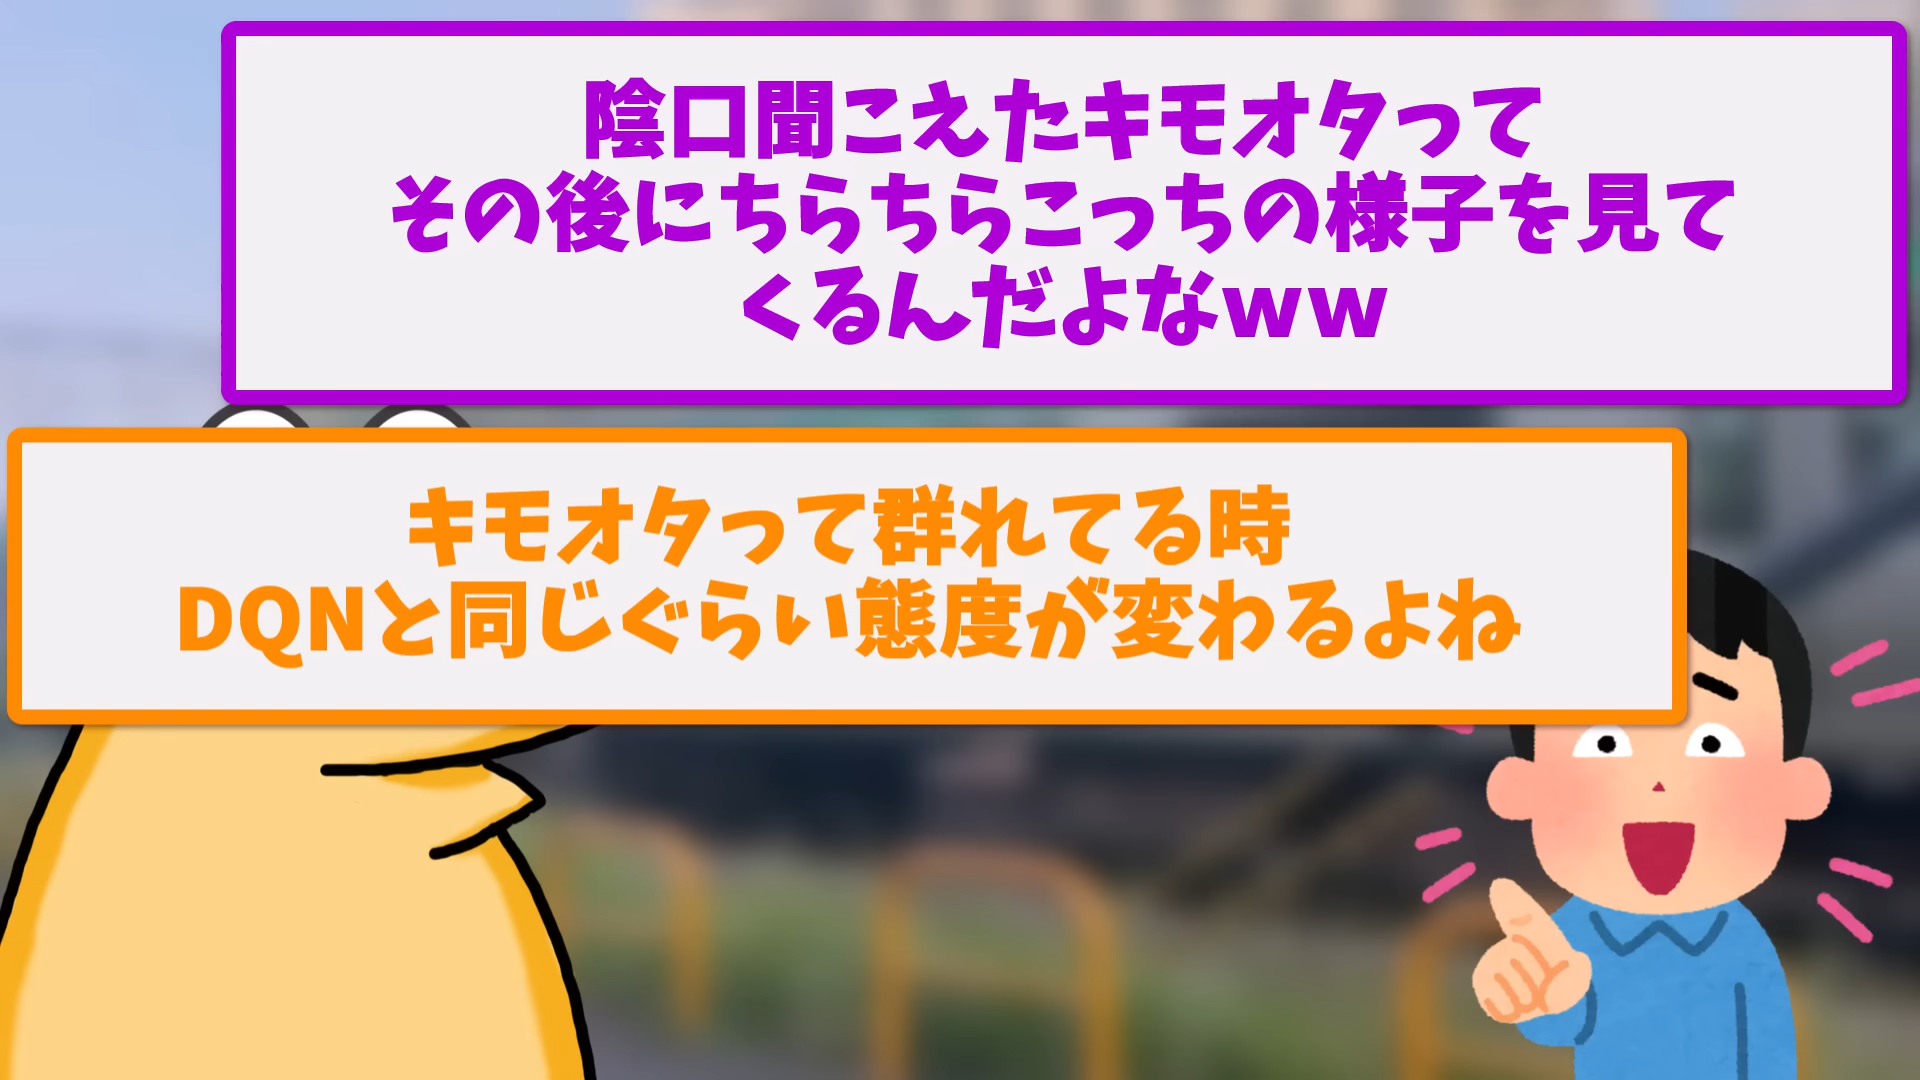 陰口聞こえたキモオタって
その後にちらちらこっちの様子を見て
くるんだよなww
キモオタって群れてる時
DQNと同じぐらい態度が変わるよね